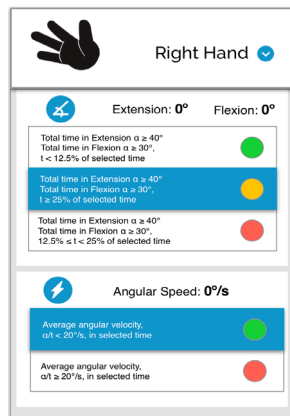 Right Hand
Extension: 0º Flexion: 0º
Total time in Extension α ≥ 40°
Total time in Flexion α ≥ 30°,
t < 12.5% of selected time
Total time in Extension α ≥ 40°
Total time in Flexion α ≥ 30°,
t ≥ 25% of selected time
Total time in Extension α ≥ 40°
Total time in Flexion α ≥ 30°,
12.5% ≤ t < 25% of selected time
Angular Speed: 0º/s
Average angular velocity,
α/t < 20°/s, in selected time
Average angular velocity,
α/t ≥ 20°/s, in selected time